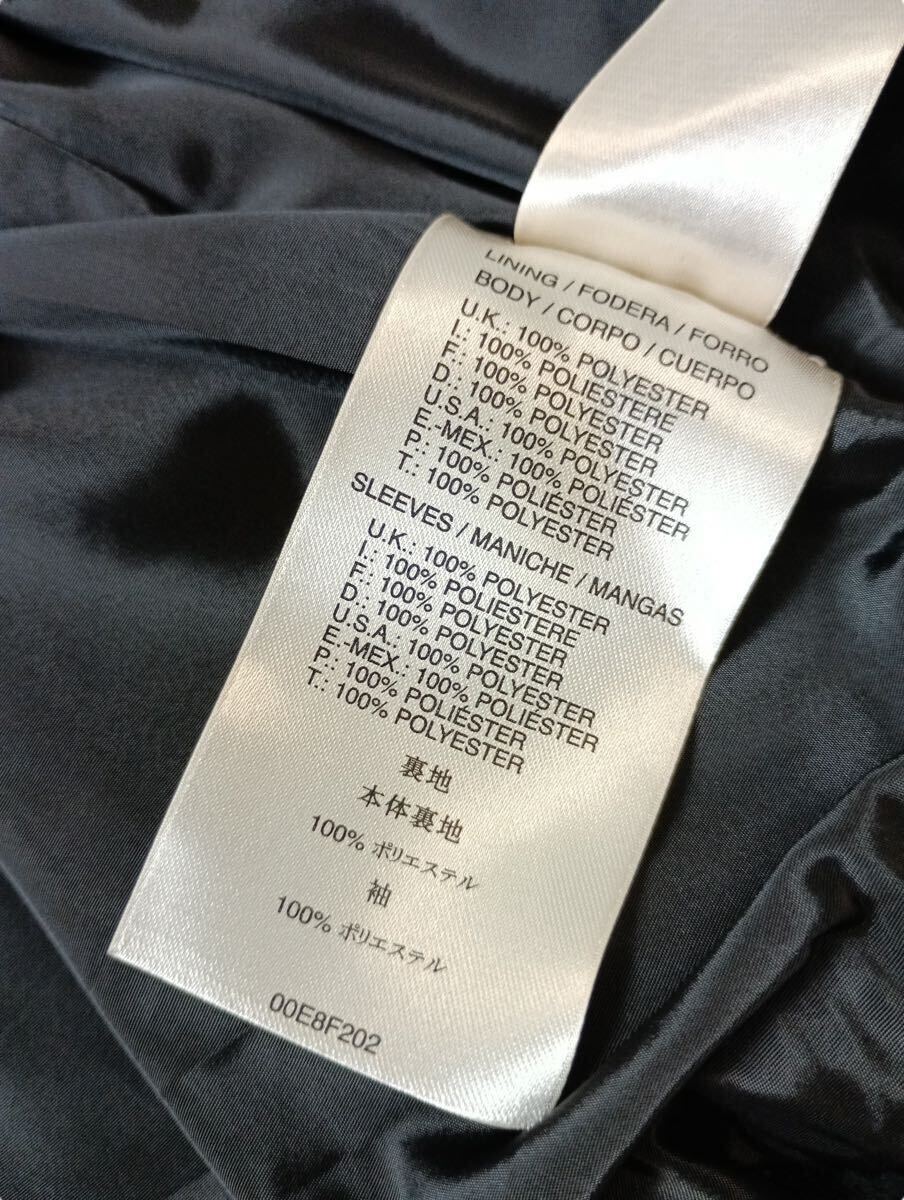 LINING / FODERA / FORRO
BODY / CORPO / CUERPO
U.K.: 100% POLYESTER
I.: 100% POLIESTERE
F.: 100% POLYESTER
D.: 100% POLYESTER
U.S.A.: 100% POLYESTER
E.-MEX.: 100% POLIÉSTER
P.: 100% POLIÉSTER
T.: 100% POLYESTER
SLEEVES / MANICHE / MANGAS
U.K.: 100% POLYESTER
I.: 100% POLIESTERE
F.: 100% POLYESTER
D.: 100% POLYESTER
U.S.A.: 100% POLYESTER
E.-MEX.: 100% POLIÉSTER
P.: 100% POLIÉSTER
T.: 100% POLYESTER
裏地
本体裏地
100% ポリエステル
袖
100% ポリエステル
00E8F202